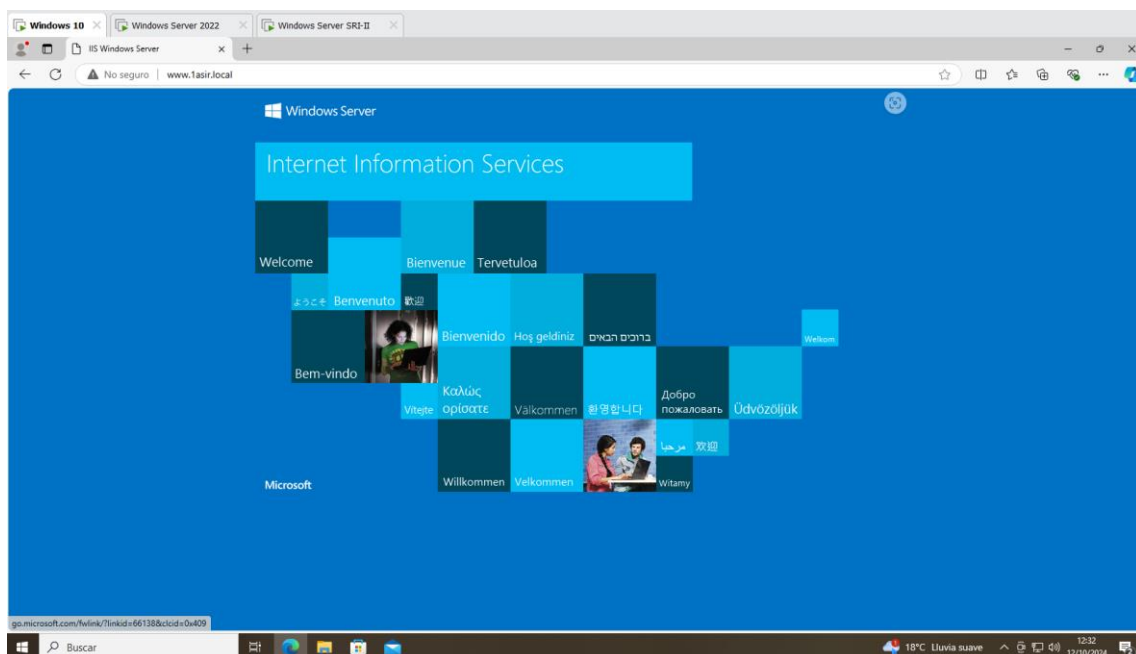 Windows 10
Windows Server 2022
Windows Server SRI-II
IIS Windows Server
No seguro
www.1asir.local
Windows Server
Internet Information Services
Welcome
Bienvenue
Tervetuloa
ようこそ
Benvenuto
歡迎
Bienvenido
Hoş geldiniz
ברוכים הבאים
Welkom
Bem-vindo
Vítejte
Καλώς
ορίσατε
Välkommen
환영합니다
Добро
пожаловать
Üdvözöljük
مرحبا
欢迎
Microsoft
Willkommen
Velkommen
Witamy
go.microsoft.com/fwlink/?linkid=66138&clcid=0x409
Buscar
18°C Lluvia suave
12:32
12/10/2024